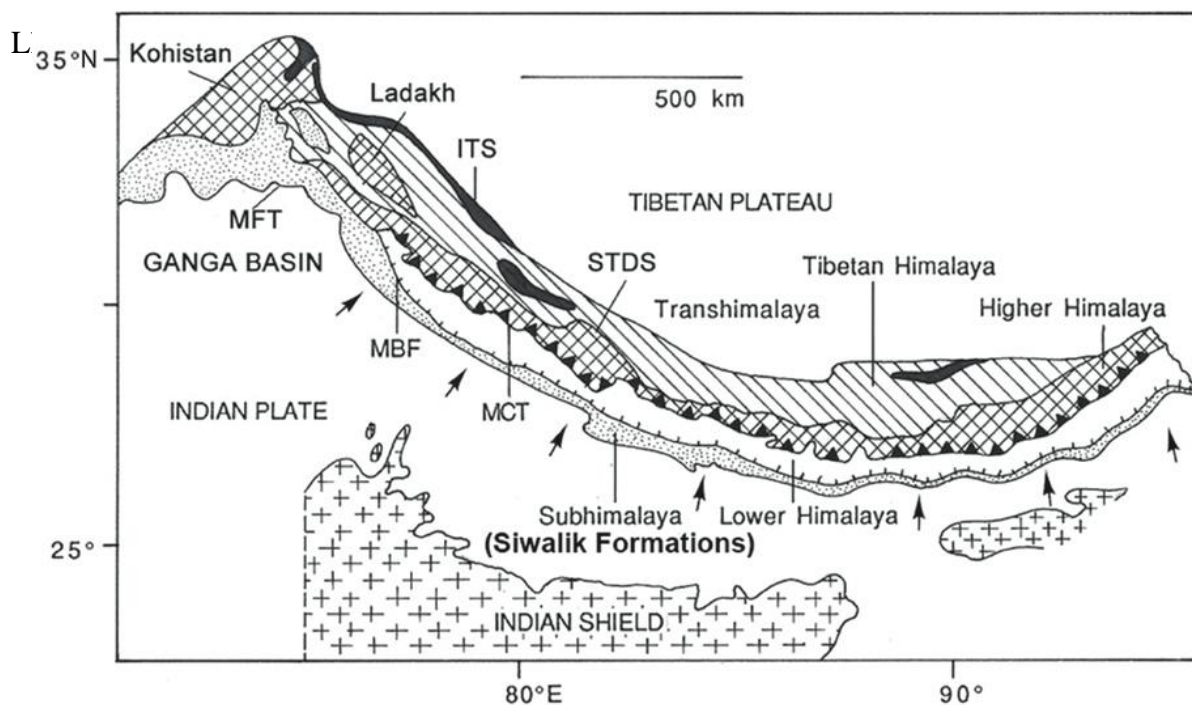 L
35°N
Kohistan
Ladakh
500 km
ITS
TIBETAN PLATEAU
MFT
GANGA BASIN
STDS
Tibetan Himalaya
Transhimalaya
Higher Himalaya
MBF
INDIAN PLATE
MCT
Subhimalaya
Lower Himalaya
(Siwalik Formations)
25°
INDIAN SHIELD
80°E
90°